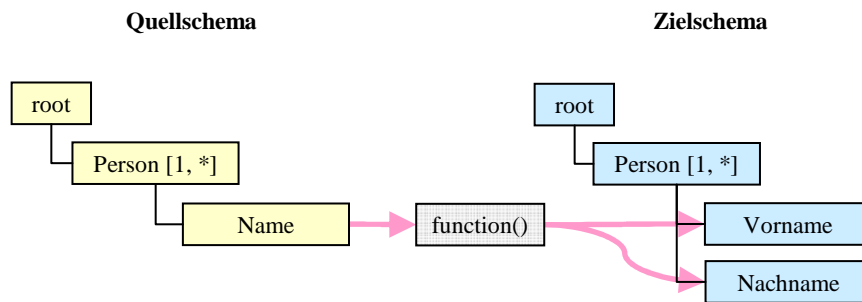 Quellschema
Zielschema
root
root
Person [1, *]
Person [1, *]
Name
function()
Vorname
Nachname